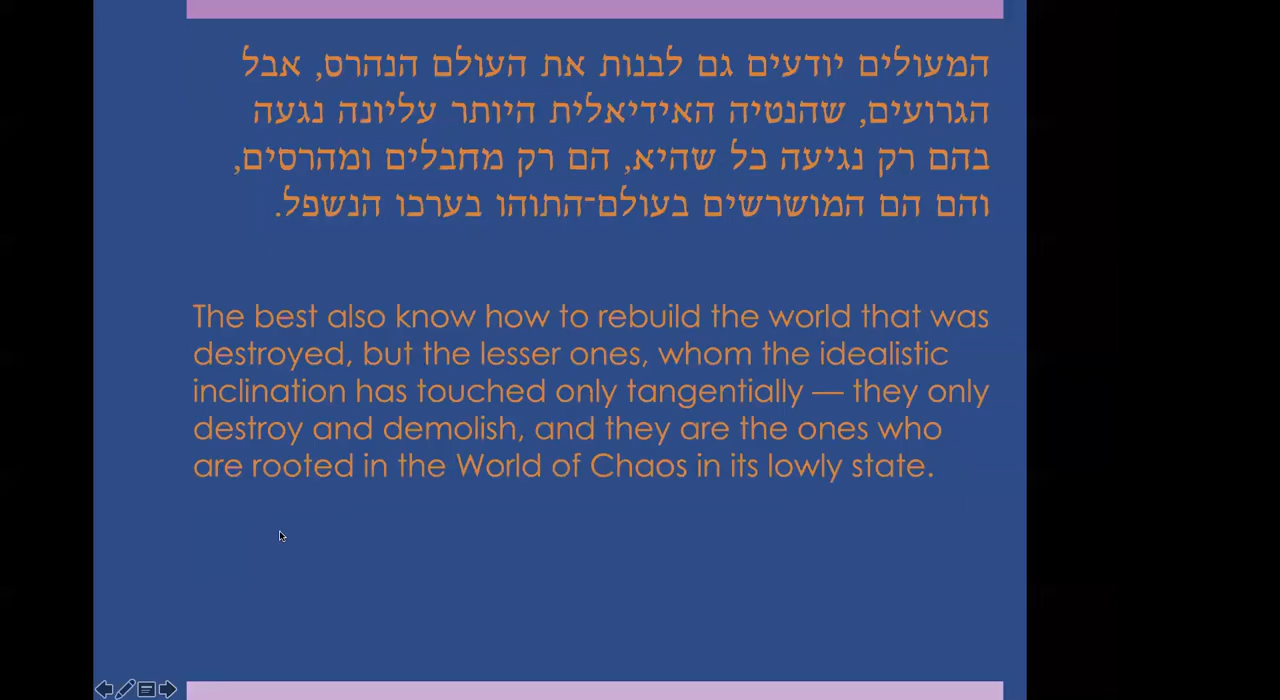 המעולים יודעים גם לבנות את העולם הנהרס, אבל
הגרועים, שהנטיה האידיאלית היותר עליונה נגעה
בהם רק נגיעה כל שהיא, הם רק מחבלים ומהרסים,
והם הם המושרשים בעולם־התוהו בערכו הנשפל.
The best also know how to rebuild the world that was
destroyed, but the lesser ones, whom the idealistic
inclination has touched only tangentially — they only
destroy and demolish, and they are the ones who
are rooted in the World of Chaos in its lowly state.